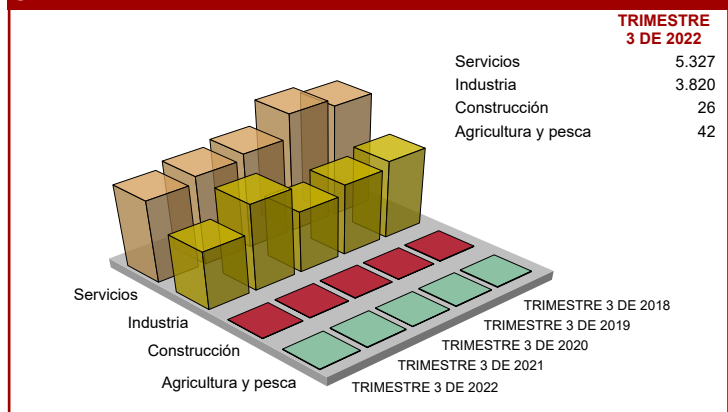 TRIMESTRE
3 DE 2022
Servicios 5.327
Industria 3.820
Construcción 26
Agricultura y pesca 42
Servicios
Industria
Construcción
Agricultura y pesca
TRIMESTRE 3 DE 2018
TRIMESTRE 3 DE 2019
TRIMESTRE 3 DE 2020
TRIMESTRE 3 DE 2021
TRIMESTRE 3 DE 2022